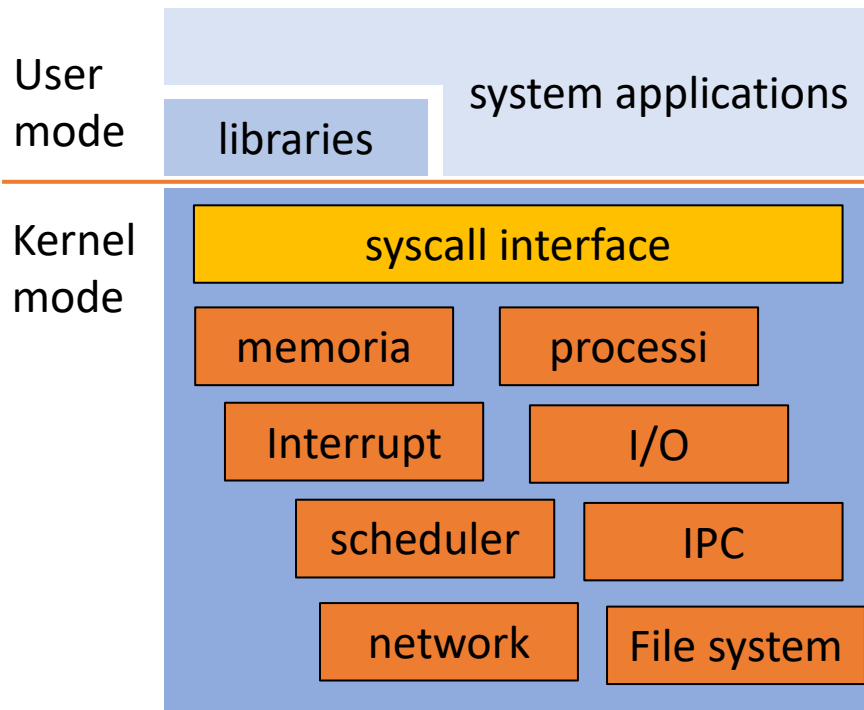 User
mode
system applications
libraries
Kernel
mode
syscall interface
memoria
processi
Interrupt
I/O
scheduler
IPC
network
File system